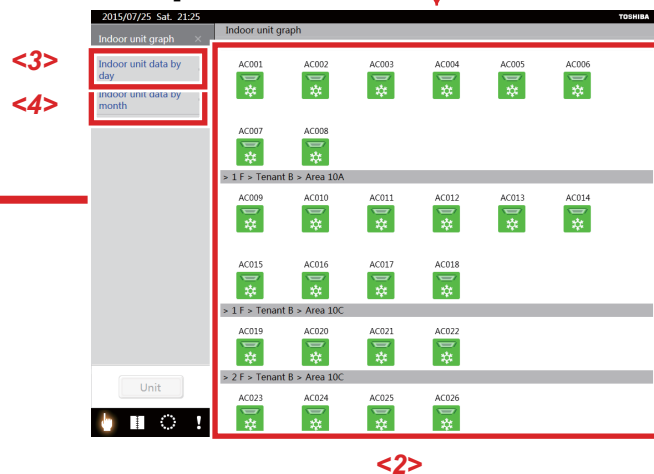 2015/07/25 Sat. 21:25
TOSHIBA
Indoor unit graph ×
Indoor unit graph
<3>
Indoor unit data by
day
<4>
Indoor unit data by
month
AC001 AC002 AC003 AC004 AC005 AC006
AC007 AC008
> 1 F > Tenant B > Area 10A
AC009 AC010 AC011 AC012 AC013 AC014
AC015 AC016 AC017 AC018
> 1 F > Tenant B > Area 10C
AC019 AC020 AC021 AC022
> 2 F > Tenant B > Area 10C
AC023 AC024 AC025 AC026
Unit
!
<2>